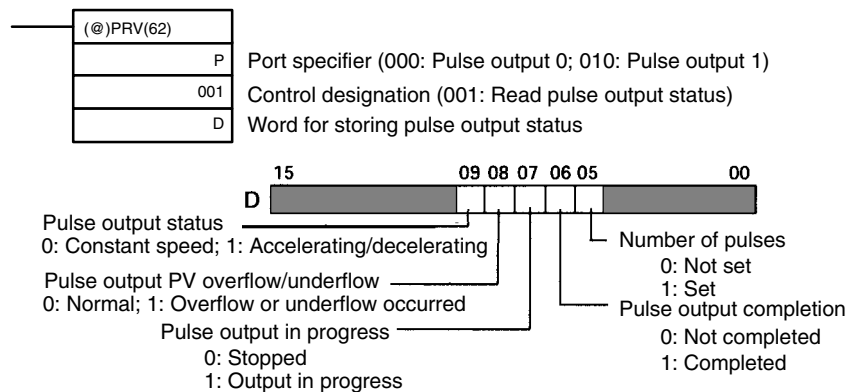 (@)PRV(62)
P Port specifier (000: Pulse output 0; 010: Pulse output 1)
001 Control designation (001: Read pulse output status)
D Word for storing pulse output status
15 09 08 07 06 05 00
D
Pulse output status
0: Constant speed; 1: Accelerating/decelerating
Number of pulses
0: Not set
1: Set
Pulse output PV overflow/underflow
0: Normal; 1: Overflow or underflow occurred
Pulse output completion
0: Not completed
1: Completed
Pulse output in progress
0: Stopped
1: Output in progress